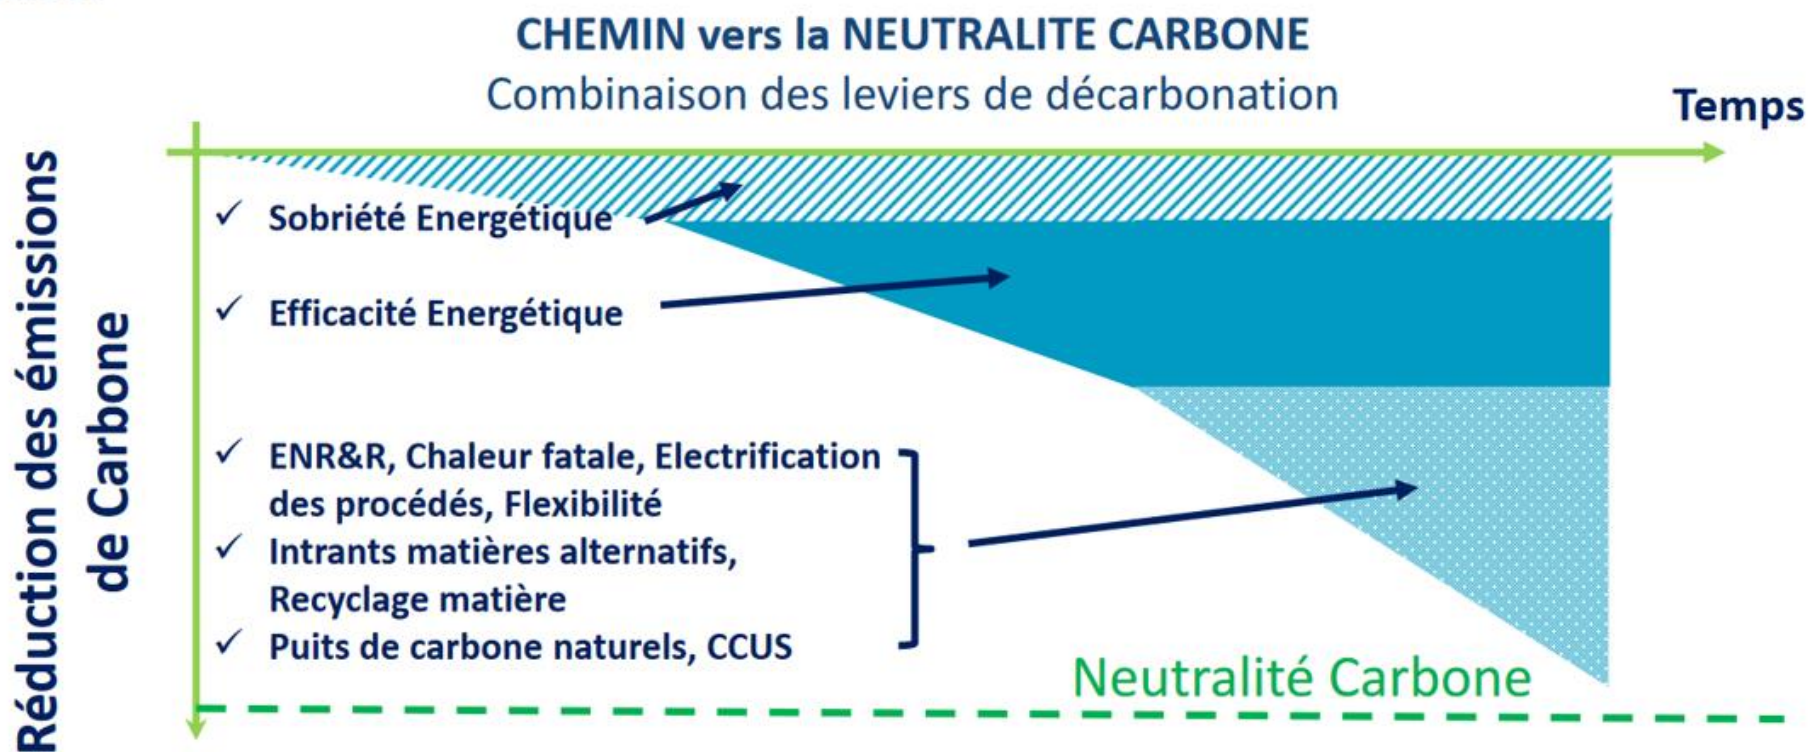 CHEMIN vers la NEUTRALITE CARBONE
Combinaison des leviers de décarbonation
Temps
Réduction des émissions
de Carbone
✓ Sobriété Energétique
✓ Efficacité Energétique
✓ ENR&R, Chaleur fatale, Electrification
des procédés, Flexibilité
✓ Intrants matières alternatifs,
Recyclage matière
✓ Puits de carbone naturels, CCUS
Neutralité Carbone